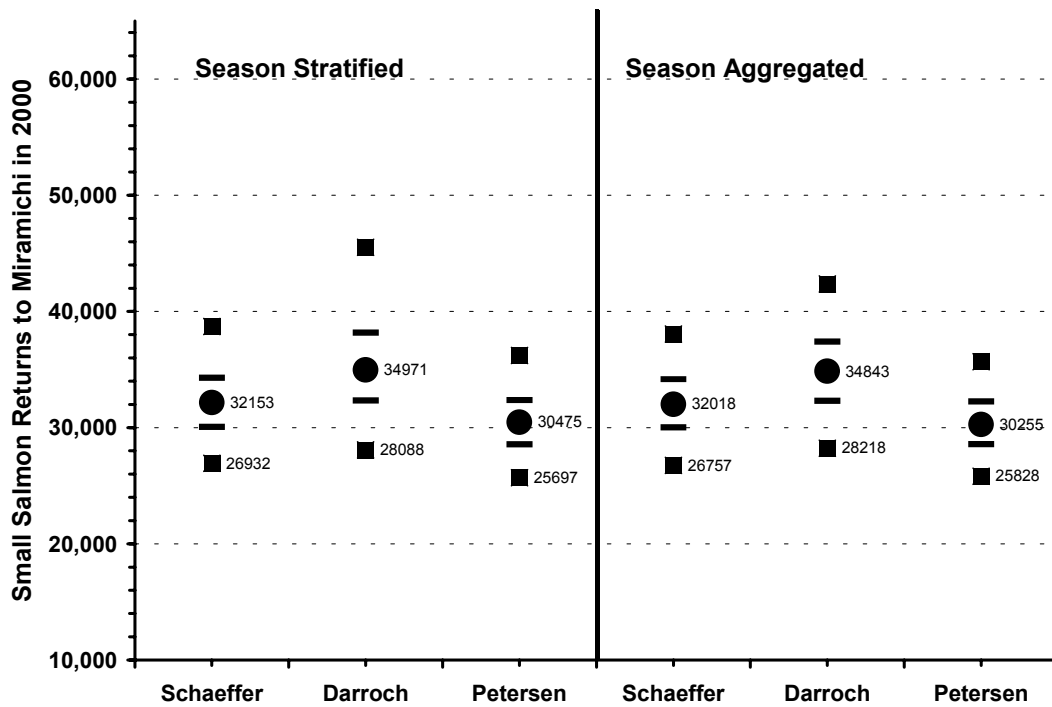 Small Salmon Returns to Miramichi in 2000
Season Stratified
Season Aggregated
60,000
50,000
40,000
30,000
20,000
10,000
32153
26932
34971
28088
30475
25697
32018
26757
34843
28218
30255
25828
Schaeffer
Darroch
Petersen
Schaeffer
Darroch
Petersen